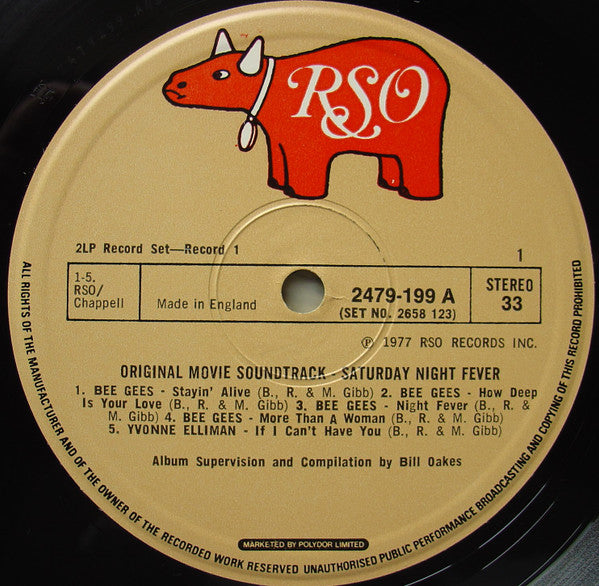 RSO
2LP Record Set—Record 1
1
1-5.
RSO/
Chappell
Made in England
2479-199 A
(SET NO. 2658 123)
STEREO
33
℗ 1977 RSO RECORDS INC.
ORIGINAL MOVIE SOUNDTRACK - SATURDAY NIGHT FEVER
1. BEE GEES - Stayin' Alive (B., R. & M. Gibb) 2. BEE GEES - How Deep
Is Your Love (B., R. & M. Gibb) 3. BEE GEES - Night Fever (B., R. &
M. Gibb) 4. BEE GEES - More Than A Woman (B., R. & M. Gibb)
5. YVONNE ELLIMAN - If I Can't Have You (B., R. & M. Gibb)
Album Supervision and Compilation by Bill Oakes
MARKETED BY POLYDOR LIMITED
ALL RIGHTS OF THE MANUFACTURER AND OF THE OWNER OF THE RECORDED WORK RESERVED UNAUTHORISED PUBLIC PERFORMANCE BROADCASTING AND COPYING OF THIS RECORD PROHIBITED